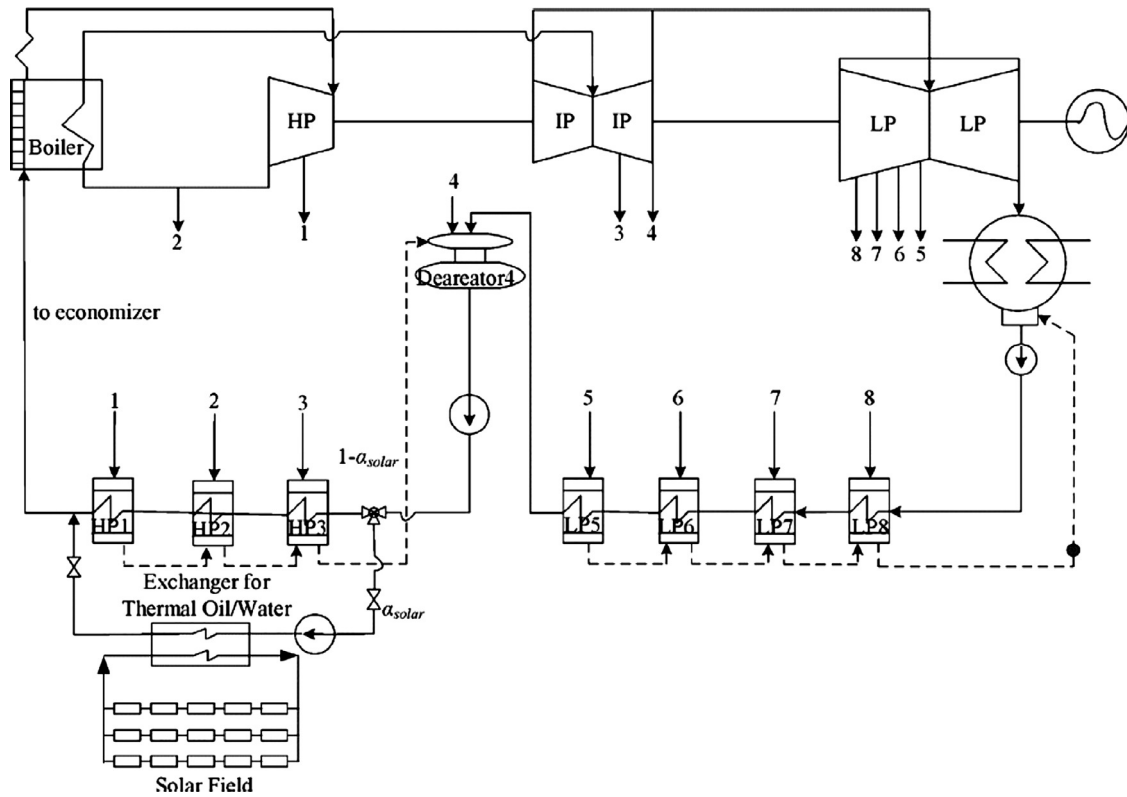 HP
IP
IP
LP
LP
Boiler
2
1
4
3
4
8
7
6
5
Deareator4
to economizer
1
2
3
1-αsolar
5
6
7
8
HP1
HP2
HP3
LP5
LP6
LP7
LP8
Exchanger for
Thermal Oil/Water
αsolar
Solar Field